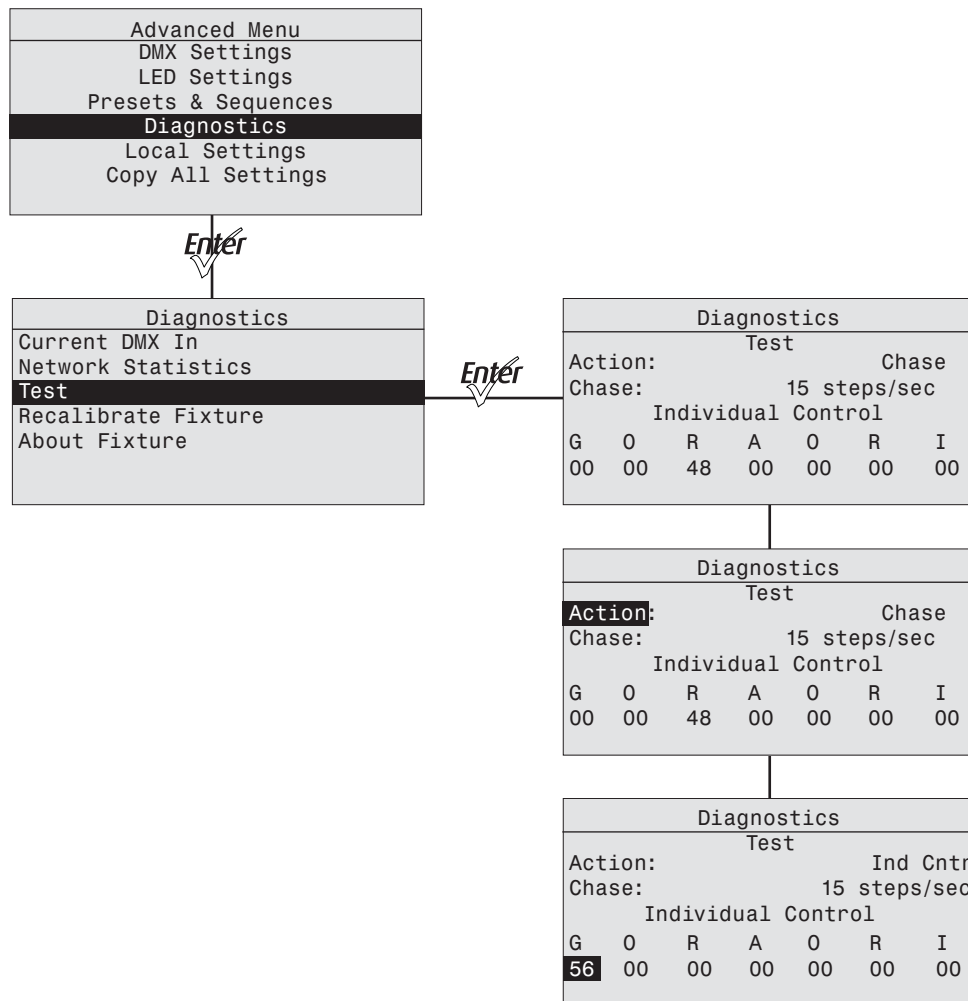 Advanced Menu
DMX Settings
LED Settings
Presets & Sequences
Diagnostics
Local Settings
Copy All Settings
Enter
Diagnostics
Current DMX In
Network Statistics
Test
Recalibrate Fixture
About Fixture
Enter
Diagnostics
Test
Action: Chase
Chase: 15 steps/sec
Individual Control
G O R A O R I
00 00 48 00 00 00 00
Diagnostics
Test
Action: Chase
Chase: 15 steps/sec
Individual Control
G O R A O R I
00 00 48 00 00 00 00
Diagnostics
Test
Action: Ind Cntr
Chase: 15 steps/sec
Individual Control
G O R A O R I
56 00 00 00 00 00 00